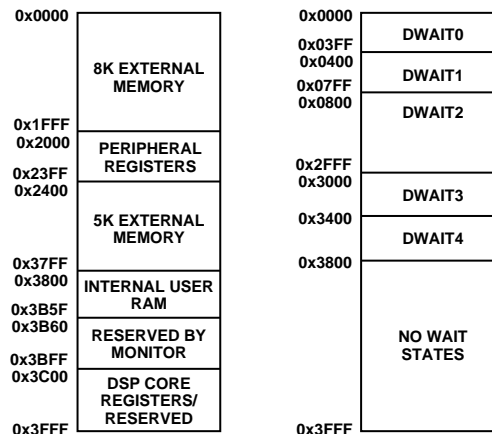 0x0000
8K EXTERNAL
MEMORY
0x1FFF
0x2000
PERIPHERAL
REGISTERS
0x23FF
0x2400
5K EXTERNAL
MEMORY
0x37FF
0x3800
INTERNAL USER
RAM
0x3B5F
0x3B60
RESERVED BY
MONITOR
0x3BFF
0x3C00
DSP CORE
REGISTERS/
RESERVED
0x3FFF
0x0000
DWAIT0
0x03FF
0x0400
DWAIT1
0x07FF
0x0800
DWAIT2
0x2FFF
0x3000
DWAIT3
0x3400
DWAIT4
0x3800
NO WAIT
STATES
0x3FFF